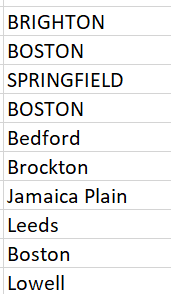 BRIGHTON
BOSTON
SPRINGFIELD
BOSTON
Bedford
Brockton
Jamaica Plain
Leeds
Boston
Lowell